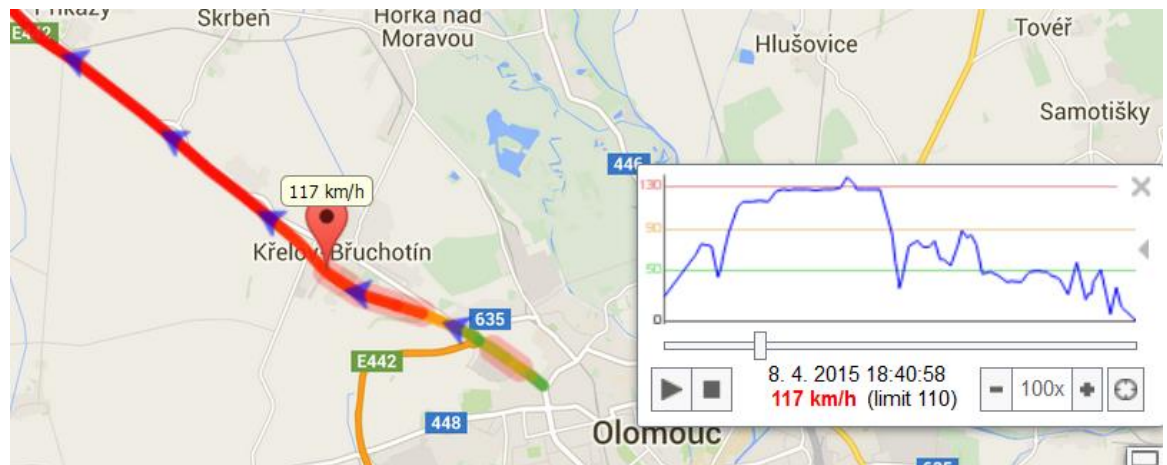 Příkazy
E442
Skrbeň
Horka nad
Moravou
Hlušovice
Tovéř
Samotišky
446
117 km/h
Křelov-Břuchotín
635
E442
448
Olomouc
635
130
90
50
0
8. 4. 2015 18:40:58
117 km/h (limit 110)
100x